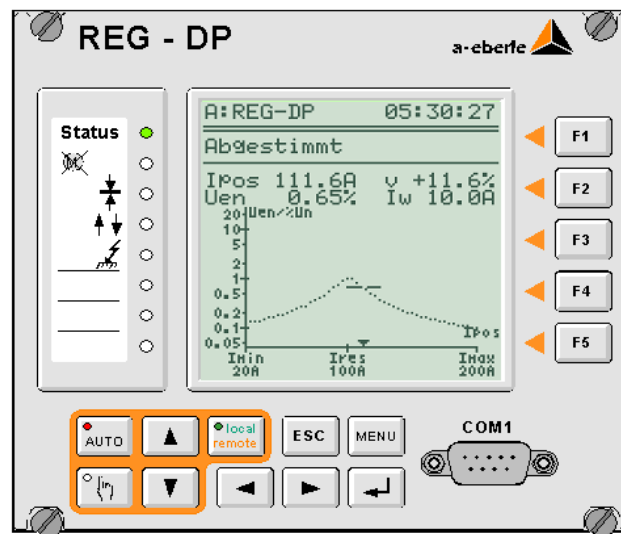 REG - DP
a-eberle
Status
A:REG-DP 05:30:27
Abgestimmt
Ipos 111.6A v +11.6%
Uen 0.65% Iw 10.0A
Uen/%Un
20
10
5
2
1
0.5
0.2
0.1
0.05
Ipos
IMin Ires IMax
20A 100A 200A
F1
F2
F3
F4
F5
AUTO
local
remote
ESC
MENU
COM1